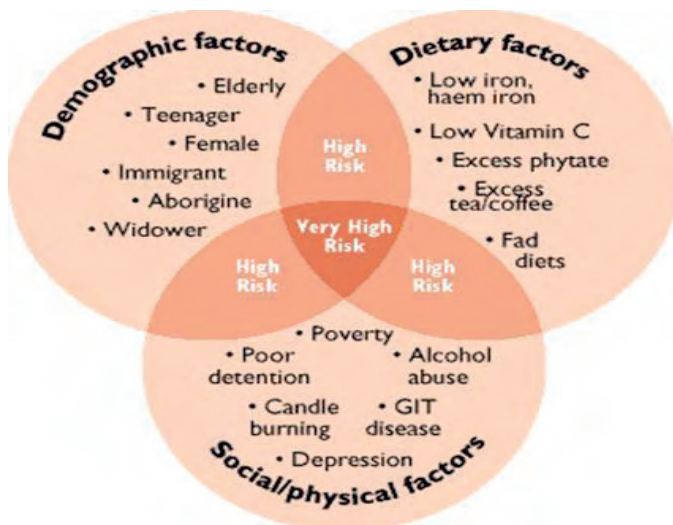 Demographic factors
• Elderly
• Teenager
• Female
• Immigrant
• Aborigine
• Widower
Dietary factors
• Low iron,
haem iron
• Low Vitamin C
• Excess phytate
• Excess
tea/coffee
• Fad
diets
High
Risk
Very High
Risk
High
Risk
High
Risk
• Poverty
• Poor
detention
• Alcohol
abuse
• Candle
burning
• GIT
disease
• Depression
Social/physical factors